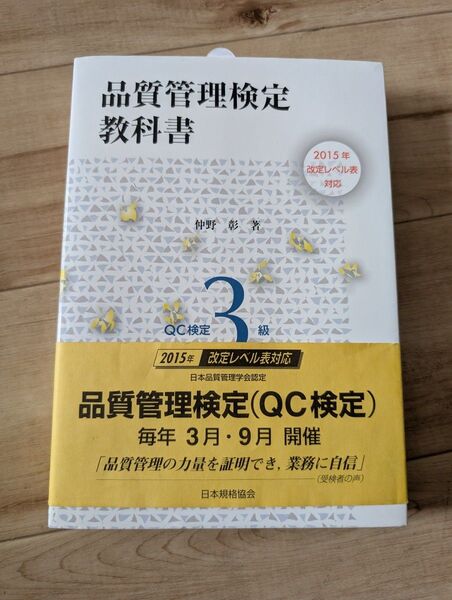 品質管理検定
教科書
2015年
改定レベル表
対応
仲野 彰 著
QC検定 3 級
2015年 改定レベル表対応
日本品質管理学会認定
品質管理検定(QC検定)
毎年 3月・9月 開催
「品質管理の力量を証明でき,業務に自信」
(受検者の声)
日本規格協会